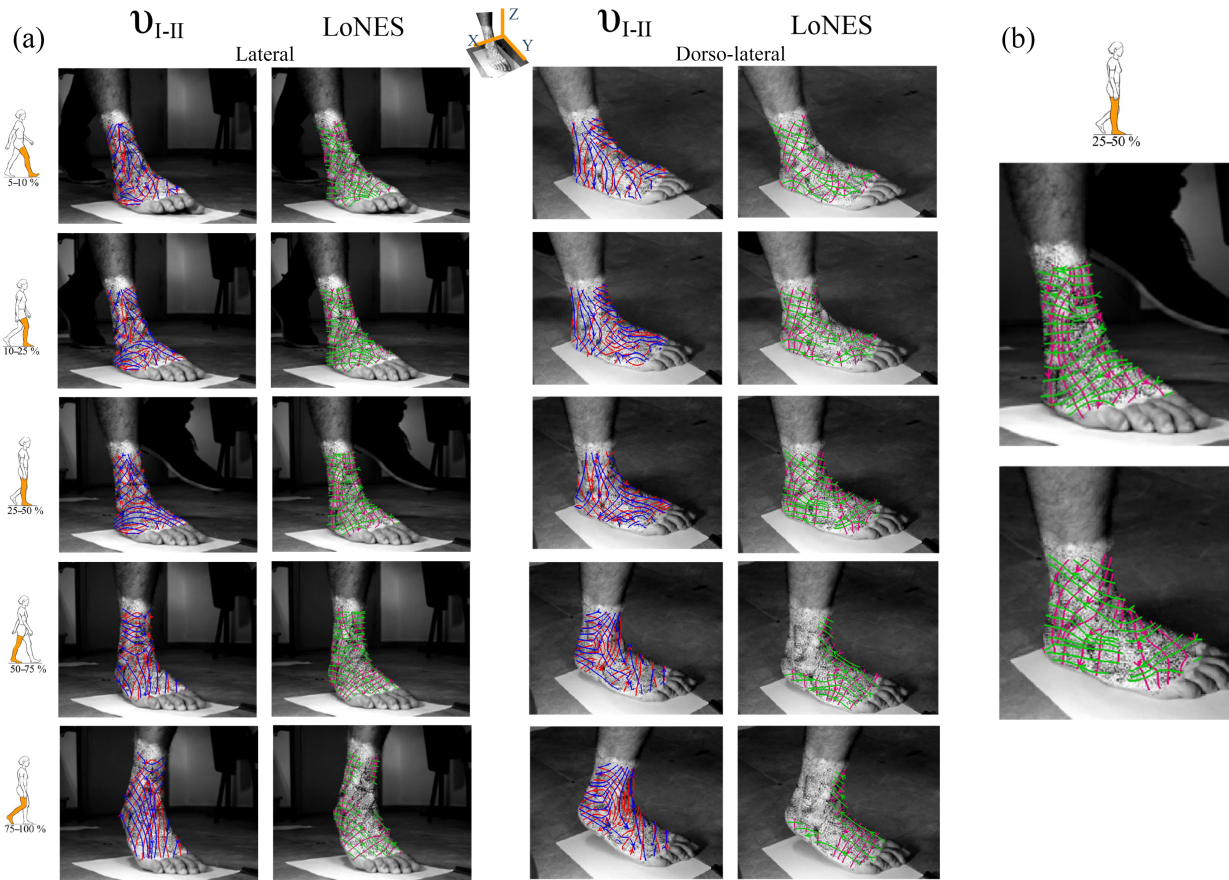 (a)
υI-II
LoNES
υI-II
LoNES
(b)
Z
X
Y
Lateral
Dorso-lateral
25–50 %
5–10 %
10–25 %
25–50 %
50–75 %
75–100 %